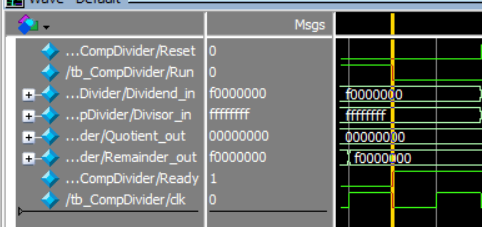 Wave - Default
Msgs
...CompDivider/Reset 0
/tb_CompDivider/Run 0
...Divider/Dividend_in f0000000 f0000000
...pDivider/Divisor_in ffffffff ffffffff
...der/Quotient_out 00000000 00000000
...der/Remainder_out f0000000 f0000000
...CompDivider/Ready 1
/tb_CompDivider/clk 0